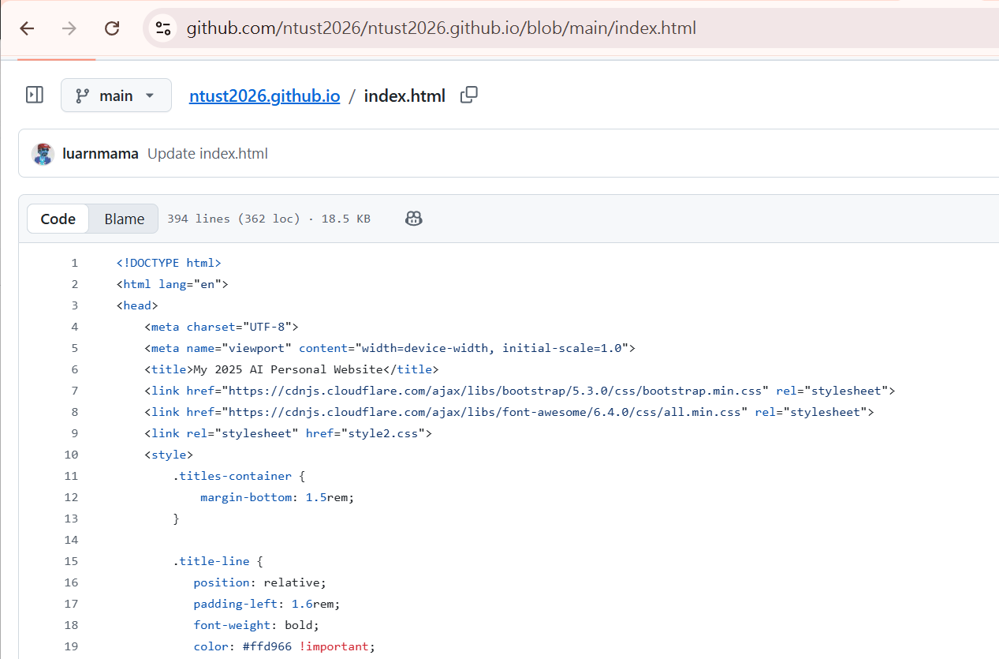 github.com/ntust2026/ntust2026.github.io/blob/main/index.html
main ntust2026.github.io / index.html
luarnmama Update index.html
Code Blame 394 lines (362 loc) · 18.5 KB
1 <!DOCTYPE html>
2 <html lang="en">
3 <head>
4     <meta charset="UTF-8">
5     <meta name="viewport" content="width=device-width, initial-scale=1.0">
6     <title>My 2025 AI Personal Website</title>
7     <link href="https://cdnjs.cloudflare.com/ajax/libs/bootstrap/5.3.0/css/bootstrap.min.css" rel="stylesheet">
8     <link href="https://cdnjs.cloudflare.com/ajax/libs/font-awesome/6.4.0/css/all.min.css" rel="stylesheet">
9     <link rel="stylesheet" href="style2.css">
10     <style>
11         .titles-container {
12             margin-bottom: 1.5rem;
13         }
14
15         .title-line {
16            position: relative;
17            padding-left: 1.6rem;
18            font-weight: bold;
19            color: #ffd966 !important;